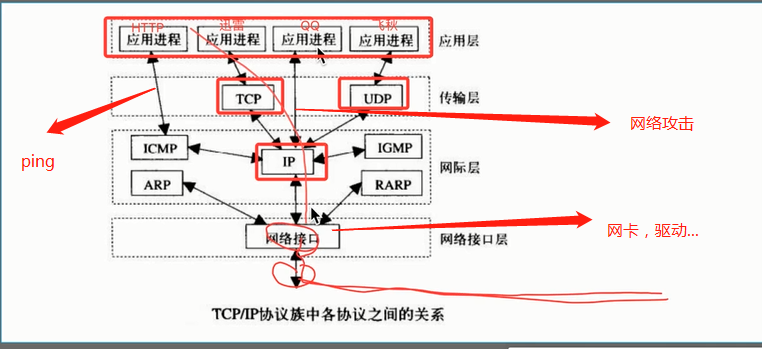 HTTP 迅雷 QQ 飞秋
应用进程 应用进程 应用进程 应用进程 应用层
TCP UDP 传输层
网络攻击
ping
ICMP IP IGMP 网际层
ARP RARP
网络接口 网络接口层
网卡，驱动...
TCP/IP协议族中各协议之间的关系